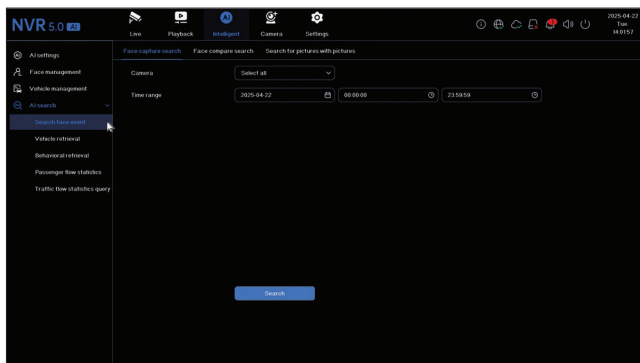 NVR 5.0 AI
Live
Playback
AI
Intelligent
Camera
Settings
2025-04-22
Tue.
14:01:57
AI settings
Face management
Vehicle management
AI search
Search face event
Vehicle retrieval
Behavioral retrieval
Passenger flow statistics
Traffic flow statistics query
Face capture search
Face compare search
Search for pictures with pictures
Camera
Select all
Time range
2025-04-22
00:00:00
23:59:59
Search